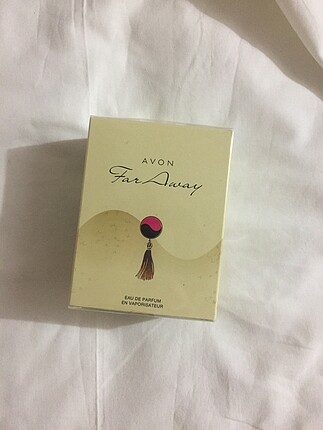 AVON
Far Away
EAU DE PARFUM
EN VAPORISATEUR